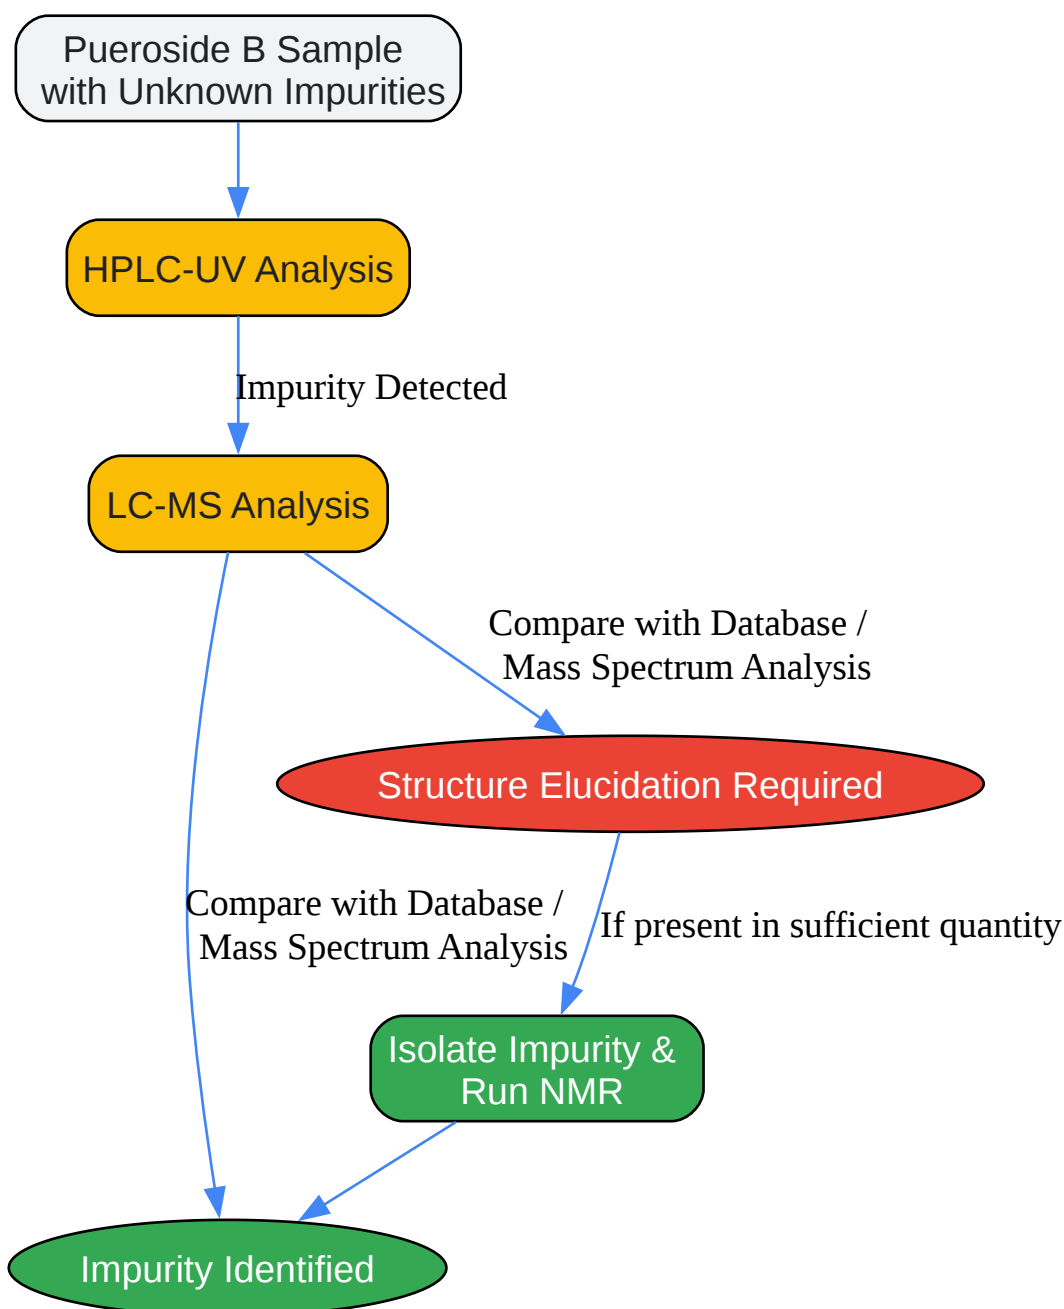 Pueroside B Sample
with Unknown Impurities
HPLC-UV Analysis
Impurity Detected
LC-MS Analysis
Compare with Database /
Mass Spectrum Analysis
Structure Elucidation Required
Compare with Database /
Mass Spectrum Analysis
If present in sufficient quantity
Isolate Impurity &
Run NMR
Impurity Identified